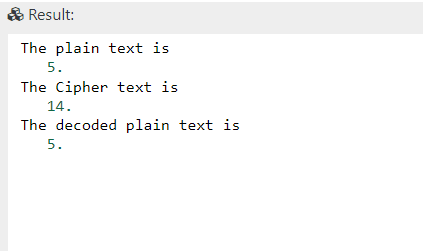 Result:
The plain text is
5.
The Cipher text is
14.
The decoded plain text is
5.